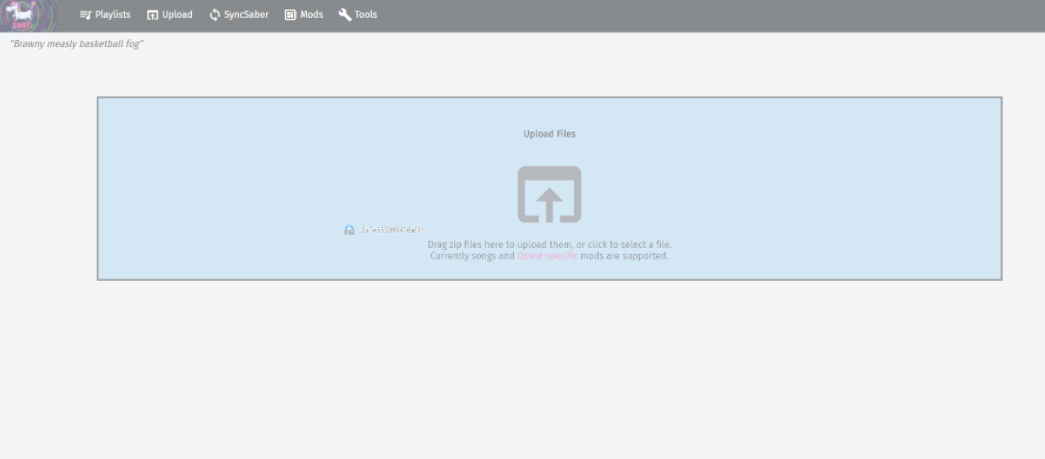 Playlists Upload SyncSaber Mods Tools
"Brawny measly basketball fog"
Upload Files
Drag zip files here to upload them, or click to select a file.
Currently songs and Quest-specific mods are supported.